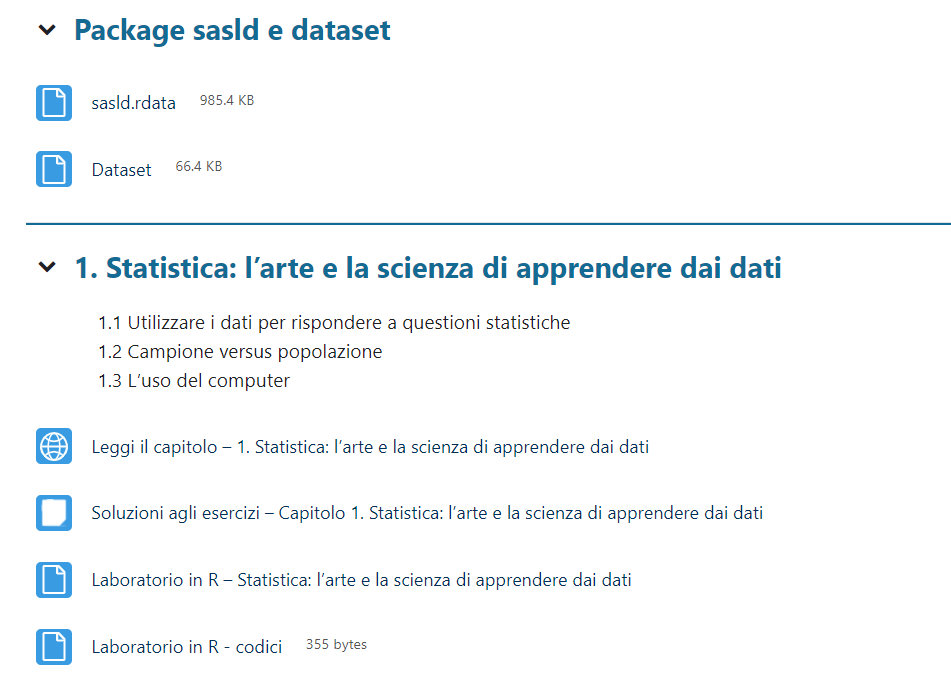 Package sasld e dataset
sasld.rdata 985.4 KB
Dataset 66.4 KB
1. Statistica: l’arte e la scienza di apprendere dai dati
1.1 Utilizzare i dati per rispondere a questioni statistiche
1.2 Campione versus popolazione
1.3 L’uso del computer
Leggi il capitolo – 1. Statistica: l’arte e la scienza di apprendere dai dati
Soluzioni agli esercizi – Capitolo 1. Statistica: l’arte e la scienza di apprendere dai dati
Laboratorio in R – Statistica: l’arte e la scienza di apprendere dai dati
Laboratorio in R - codici 355 bytes